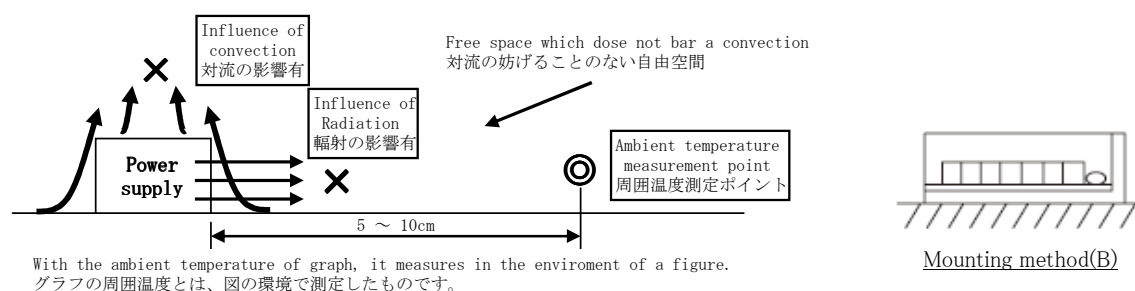 Influence of
convection
対流の影響有
Free space which dose not bar a convection
対流の妨げることのない自由空間
Influence of
Radiation
輻射の影響有
Power
supply
Ambient temperature
measurement point
周囲温度測定ポイント
5 ～ 10cm
With the ambient temperature of graph, it measures in the enviroment of a figure.
グラフの周囲温度とは、図の環境で測定したものです。
Mounting method(B)